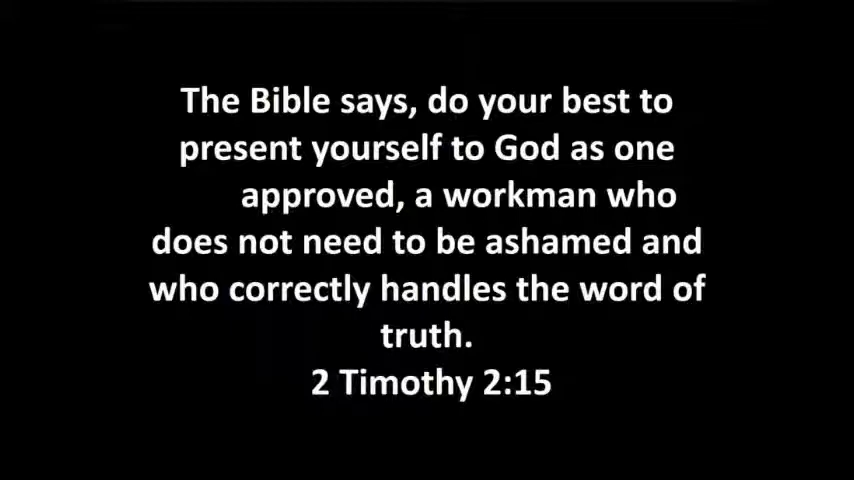 The Bible says, do your best to
present yourself to God as one
approved, a workman who
does not need to be ashamed and
who correctly handles the word of
truth.
2 Timothy 2:15